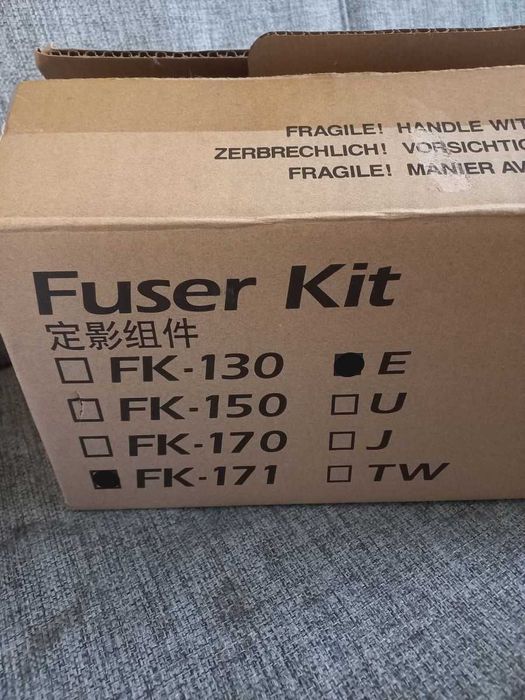 FRAGILE! HANDLE WIT
ZERBRECHLICH! VORSICHTIG
FRAGILE! MANIER AV
Fuser Kit
定影组件
FK-130 E
FK-150 U
FK-170 J
FK-171 TW